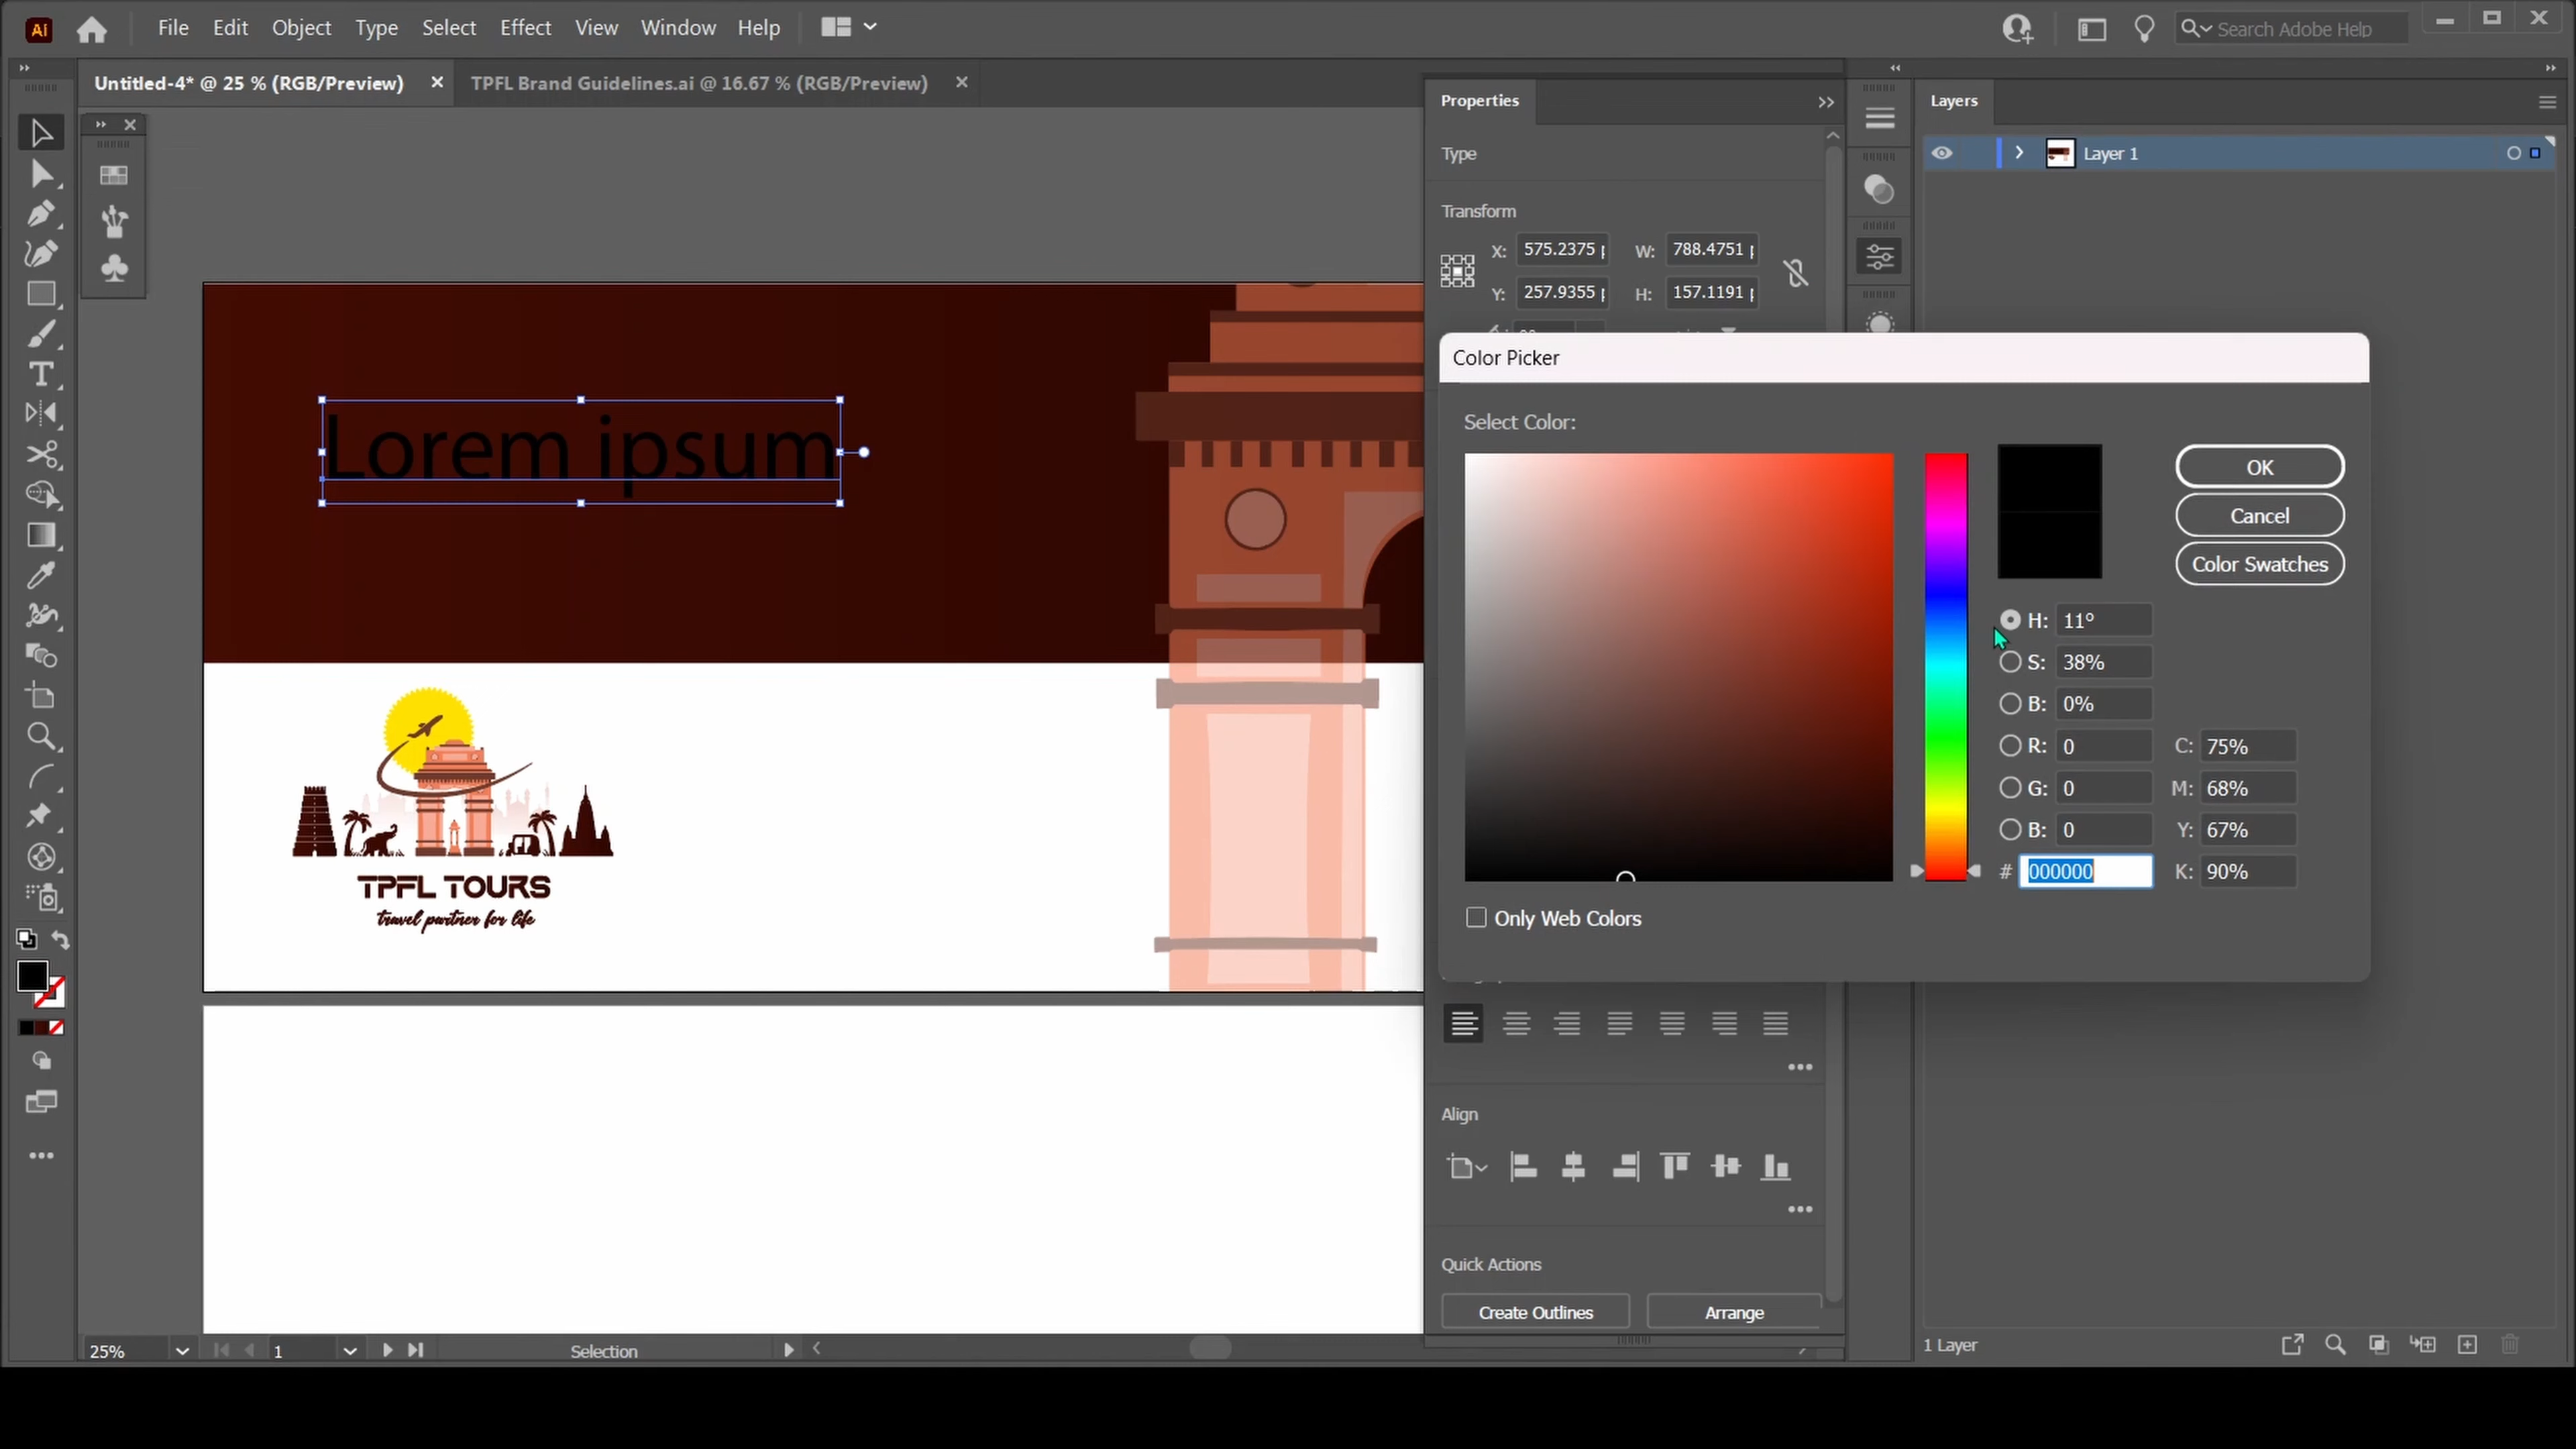 Ai
File Edit Object Type Select Effect View Window Help
Search Adobe Help
Untitled-4* @ 25 % (RGB/Preview)
TPFL Brand Guidelines.ai @ 16.67 % (RGB/Preview)
Properties
Layers
Type
Layer 1
Transform
X: 575.2375 W: 788.4751
Y: 257.9355 H: 157.1191
Color Picker
Select Color:
OK
Cancel
Color Swatches
Lorem ipsum
H: 11°
S: 38%
B: 0%
R: 0 C: 75%
G: 0 M: 68%
B: 0 Y: 67%
# 000000 K: 90%
Only Web Colors
TPFL TOURS
travel partner for life
Align
Quick Actions
Create Outlines Arrange
25% 1 Selection
1 Layer